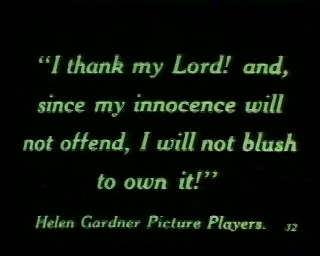 “I thank my Lord! and,
since my innocence will
not offend, I will not blush
to own it!”
Helen Gardner Picture Players. 32